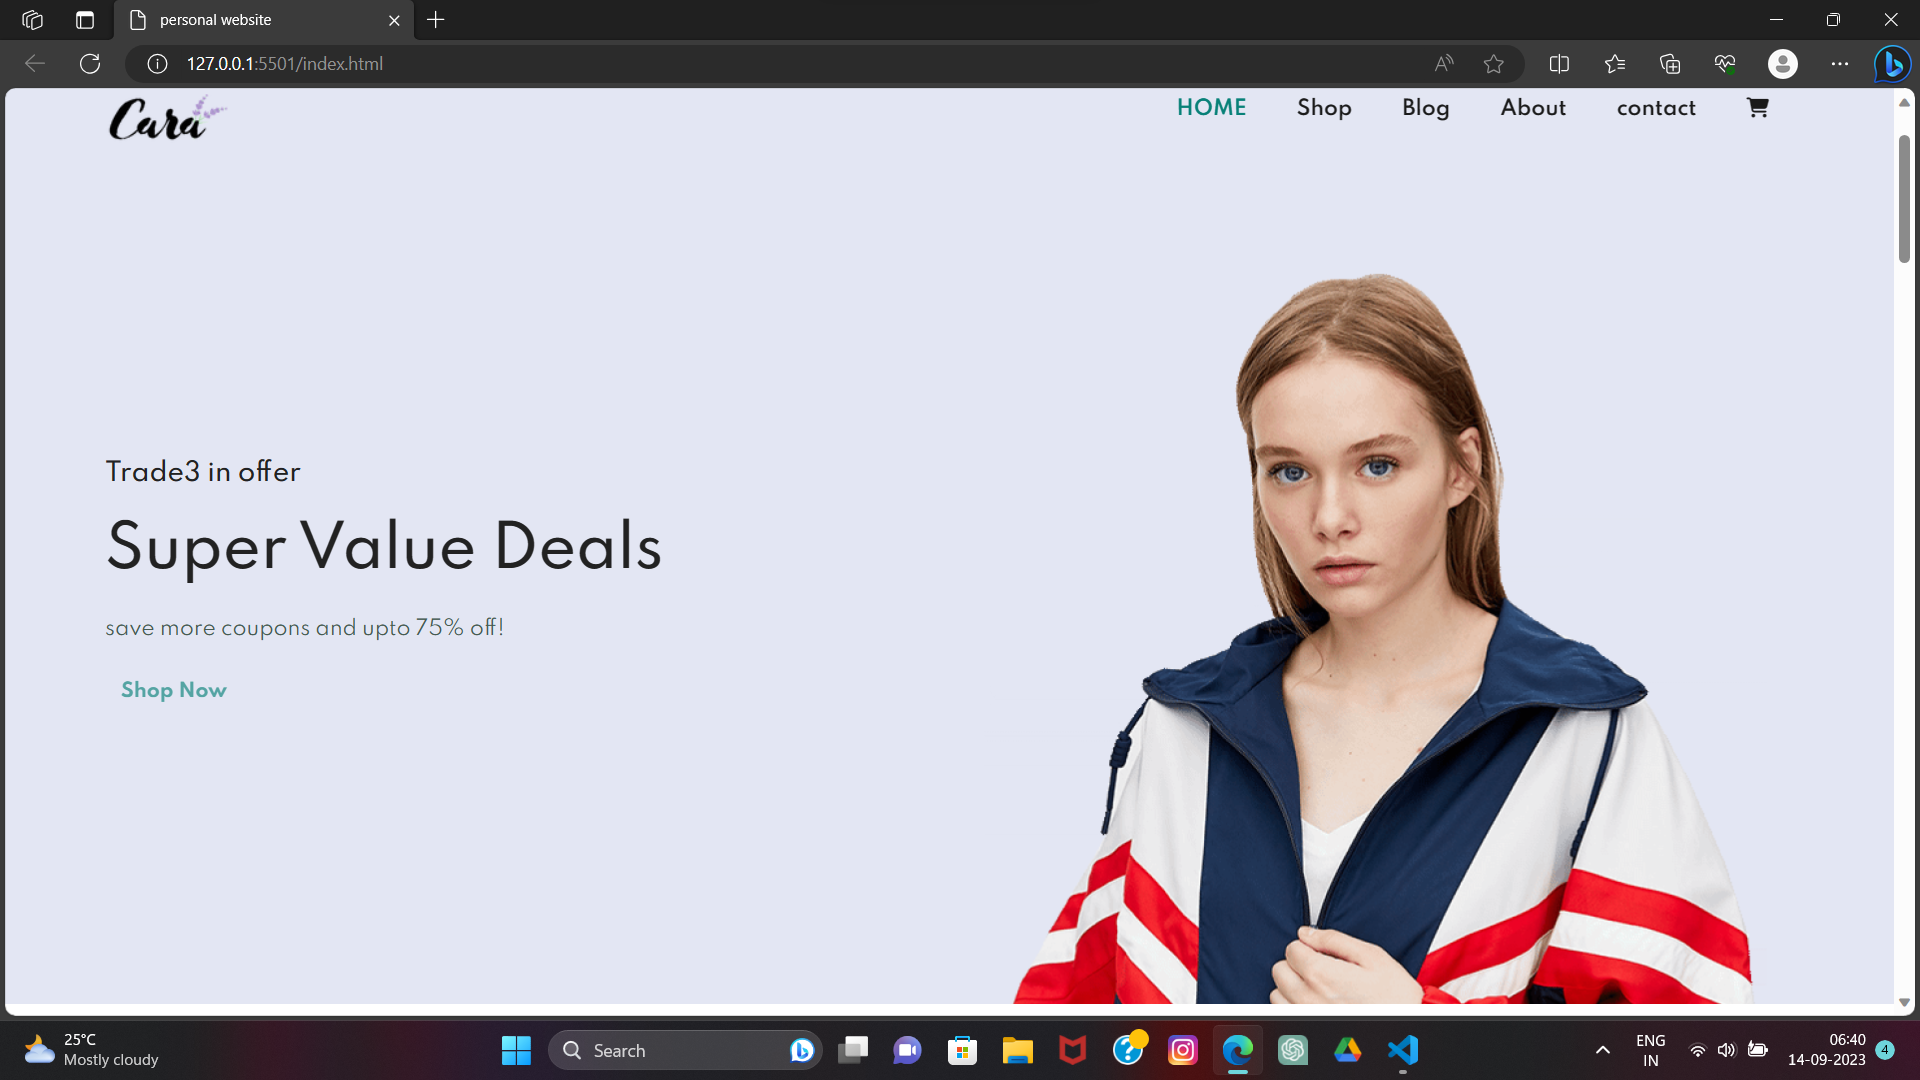 personal website
127.0.0.1:5501/index.html
Cara
HOME Shop Blog About contact
Trade3 in offer
Super Value Deals
save more coupons and upto 75% off!
Shop Now
25°C
Mostly cloudy
Search
ENG
IN
06:40
14-09-2023
4